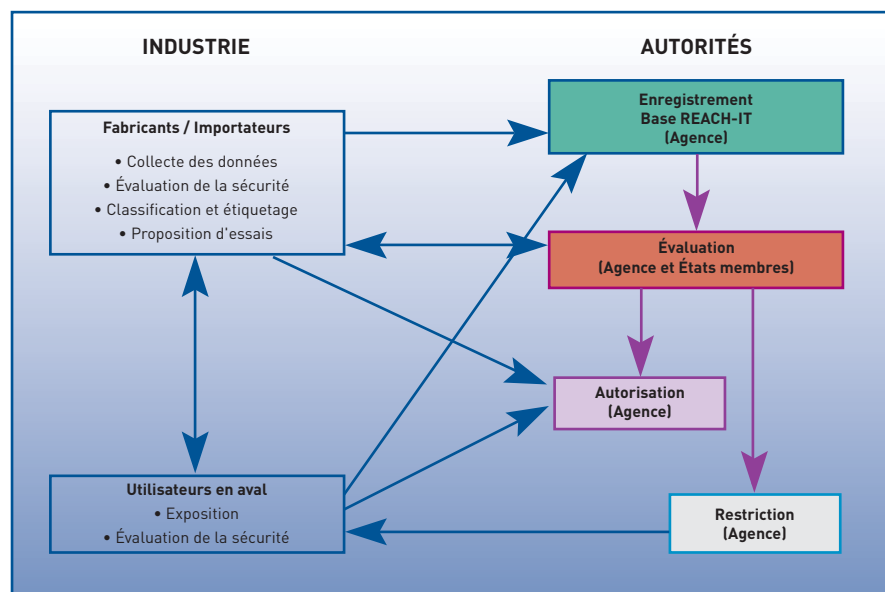 INDUSTRIE
Fabricants / Importateurs
• Collecte des données
• Évaluation de la sécurité
• Classification et étiquetage
• Proposition d'essais
Utilisateurs en aval
• Exposition
• Évaluation de la sécurité
AUTORITÉS
Enregistrement
Base REACH-IT
(Agence)
Évaluation
(Agence et États membres)
Autorisation
(Agence)
Restriction
(Agence)